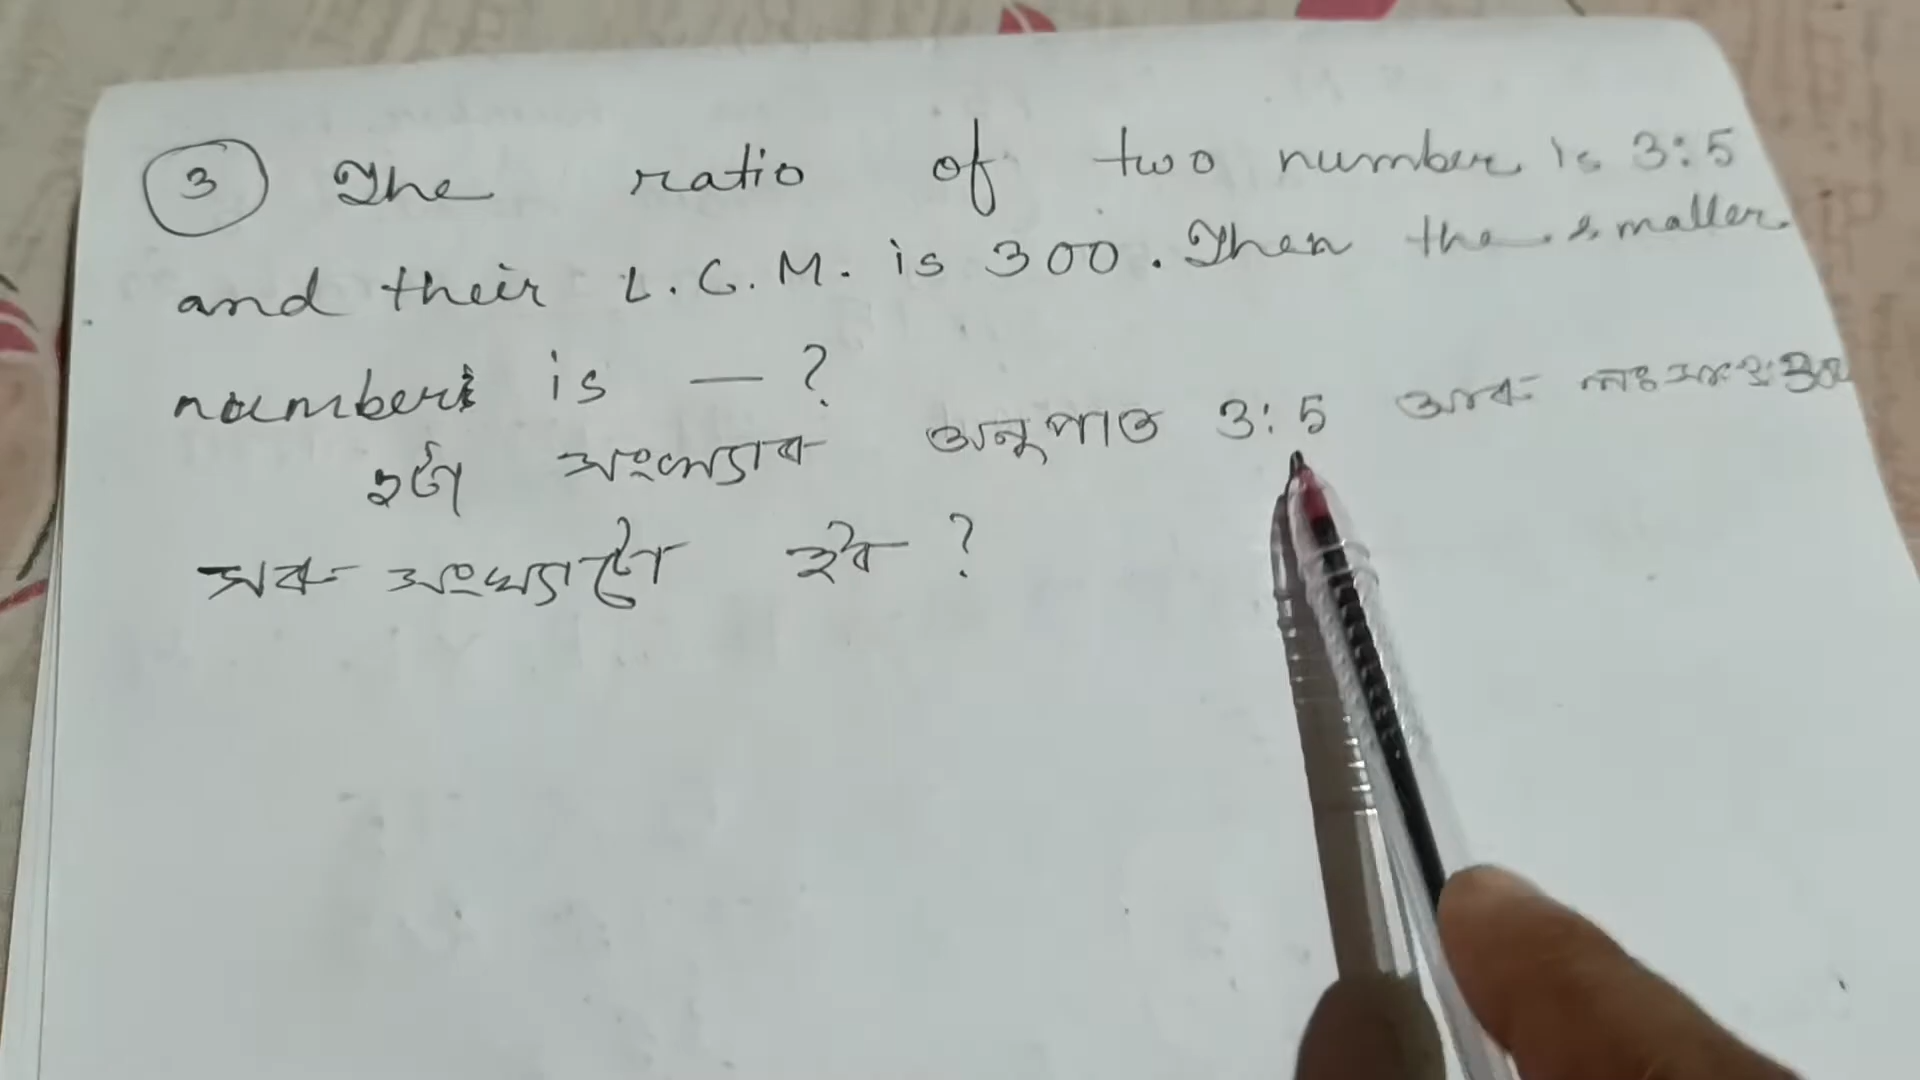 3 The ratio of two number is 3:5
and their L.C.M. is 300. Then the smaller
number is — ?
২টা সংখ্যাৰ অনুপাত 3:5 আৰু লঃসাঃগুঃ 300
সৰু সংখ্যাটো হ'ব ?